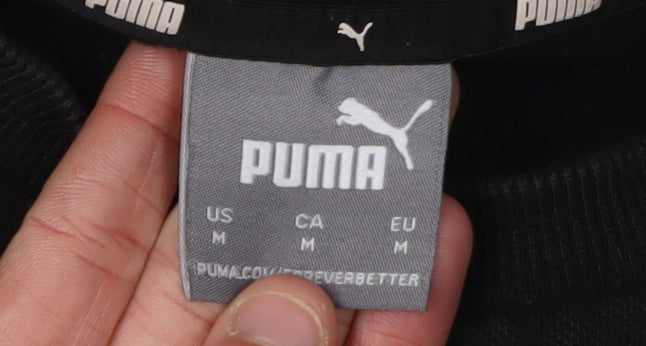 PUMA PUMA
PUMA
US CA EU
M M M
PUMA.COM/FOREVERBETTER